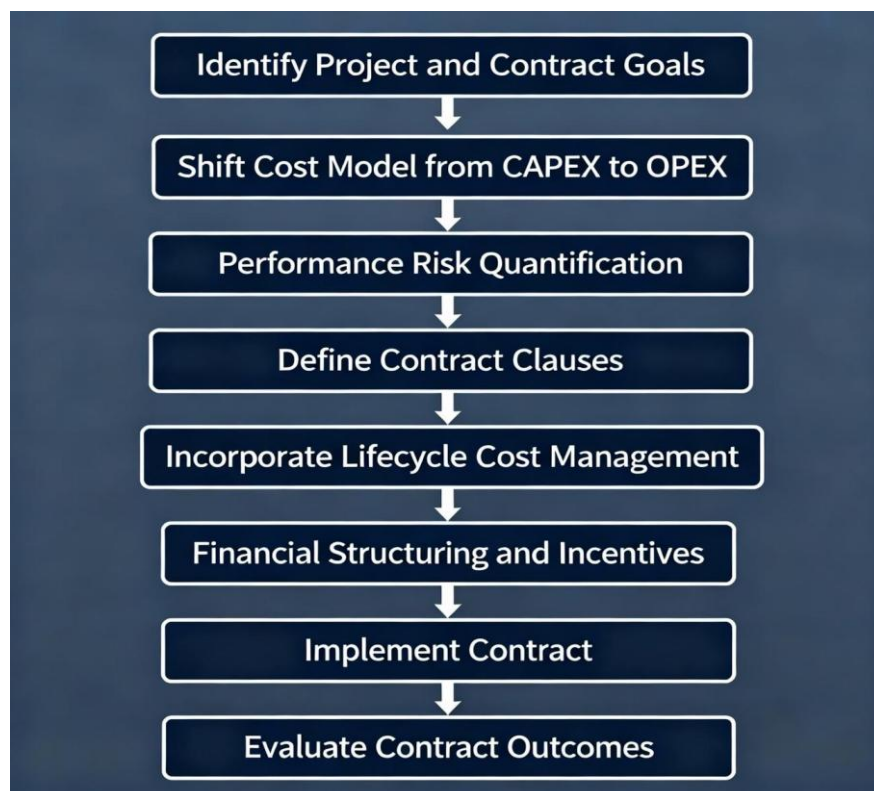 Identify Project and Contract Goals
Shift Cost Model from CAPEX to OPEX
Performance Risk Quantification
Define Contract Clauses
Incorporate Lifecycle Cost Management
Financial Structuring and Incentives
Implement Contract
Evaluate Contract Outcomes